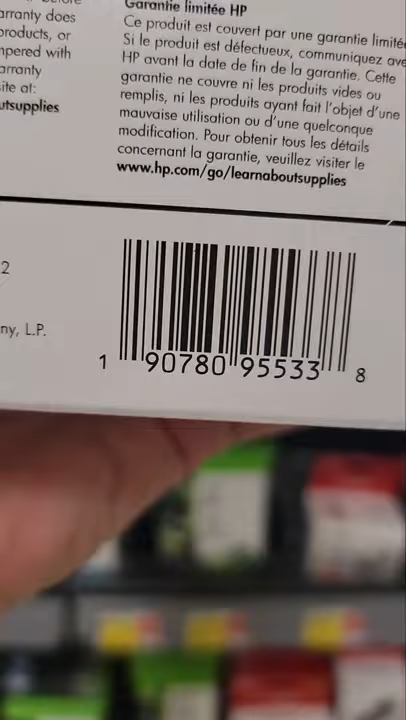 arranty does
products, or
mpered with
arranty
site at:
utsupplies
Garantie limitée HP
Ce produit est couvert par une garantie limitée
Si le produit est défectueux, communiquez ave
HP avant la date de fin de la garantie. Cette
garantie ne couvre ni les produits vides ou
remplis, ni les produits ayant fait l'objet d'une
mauvaise utilisation ou d'une quelconque
modification. Pour obtenir tous les détails
concernant la garantie, veuillez visiter le
www.hp.com/go/learnaboutsupplies
2
ny, L.P.
1 90780 95533 8